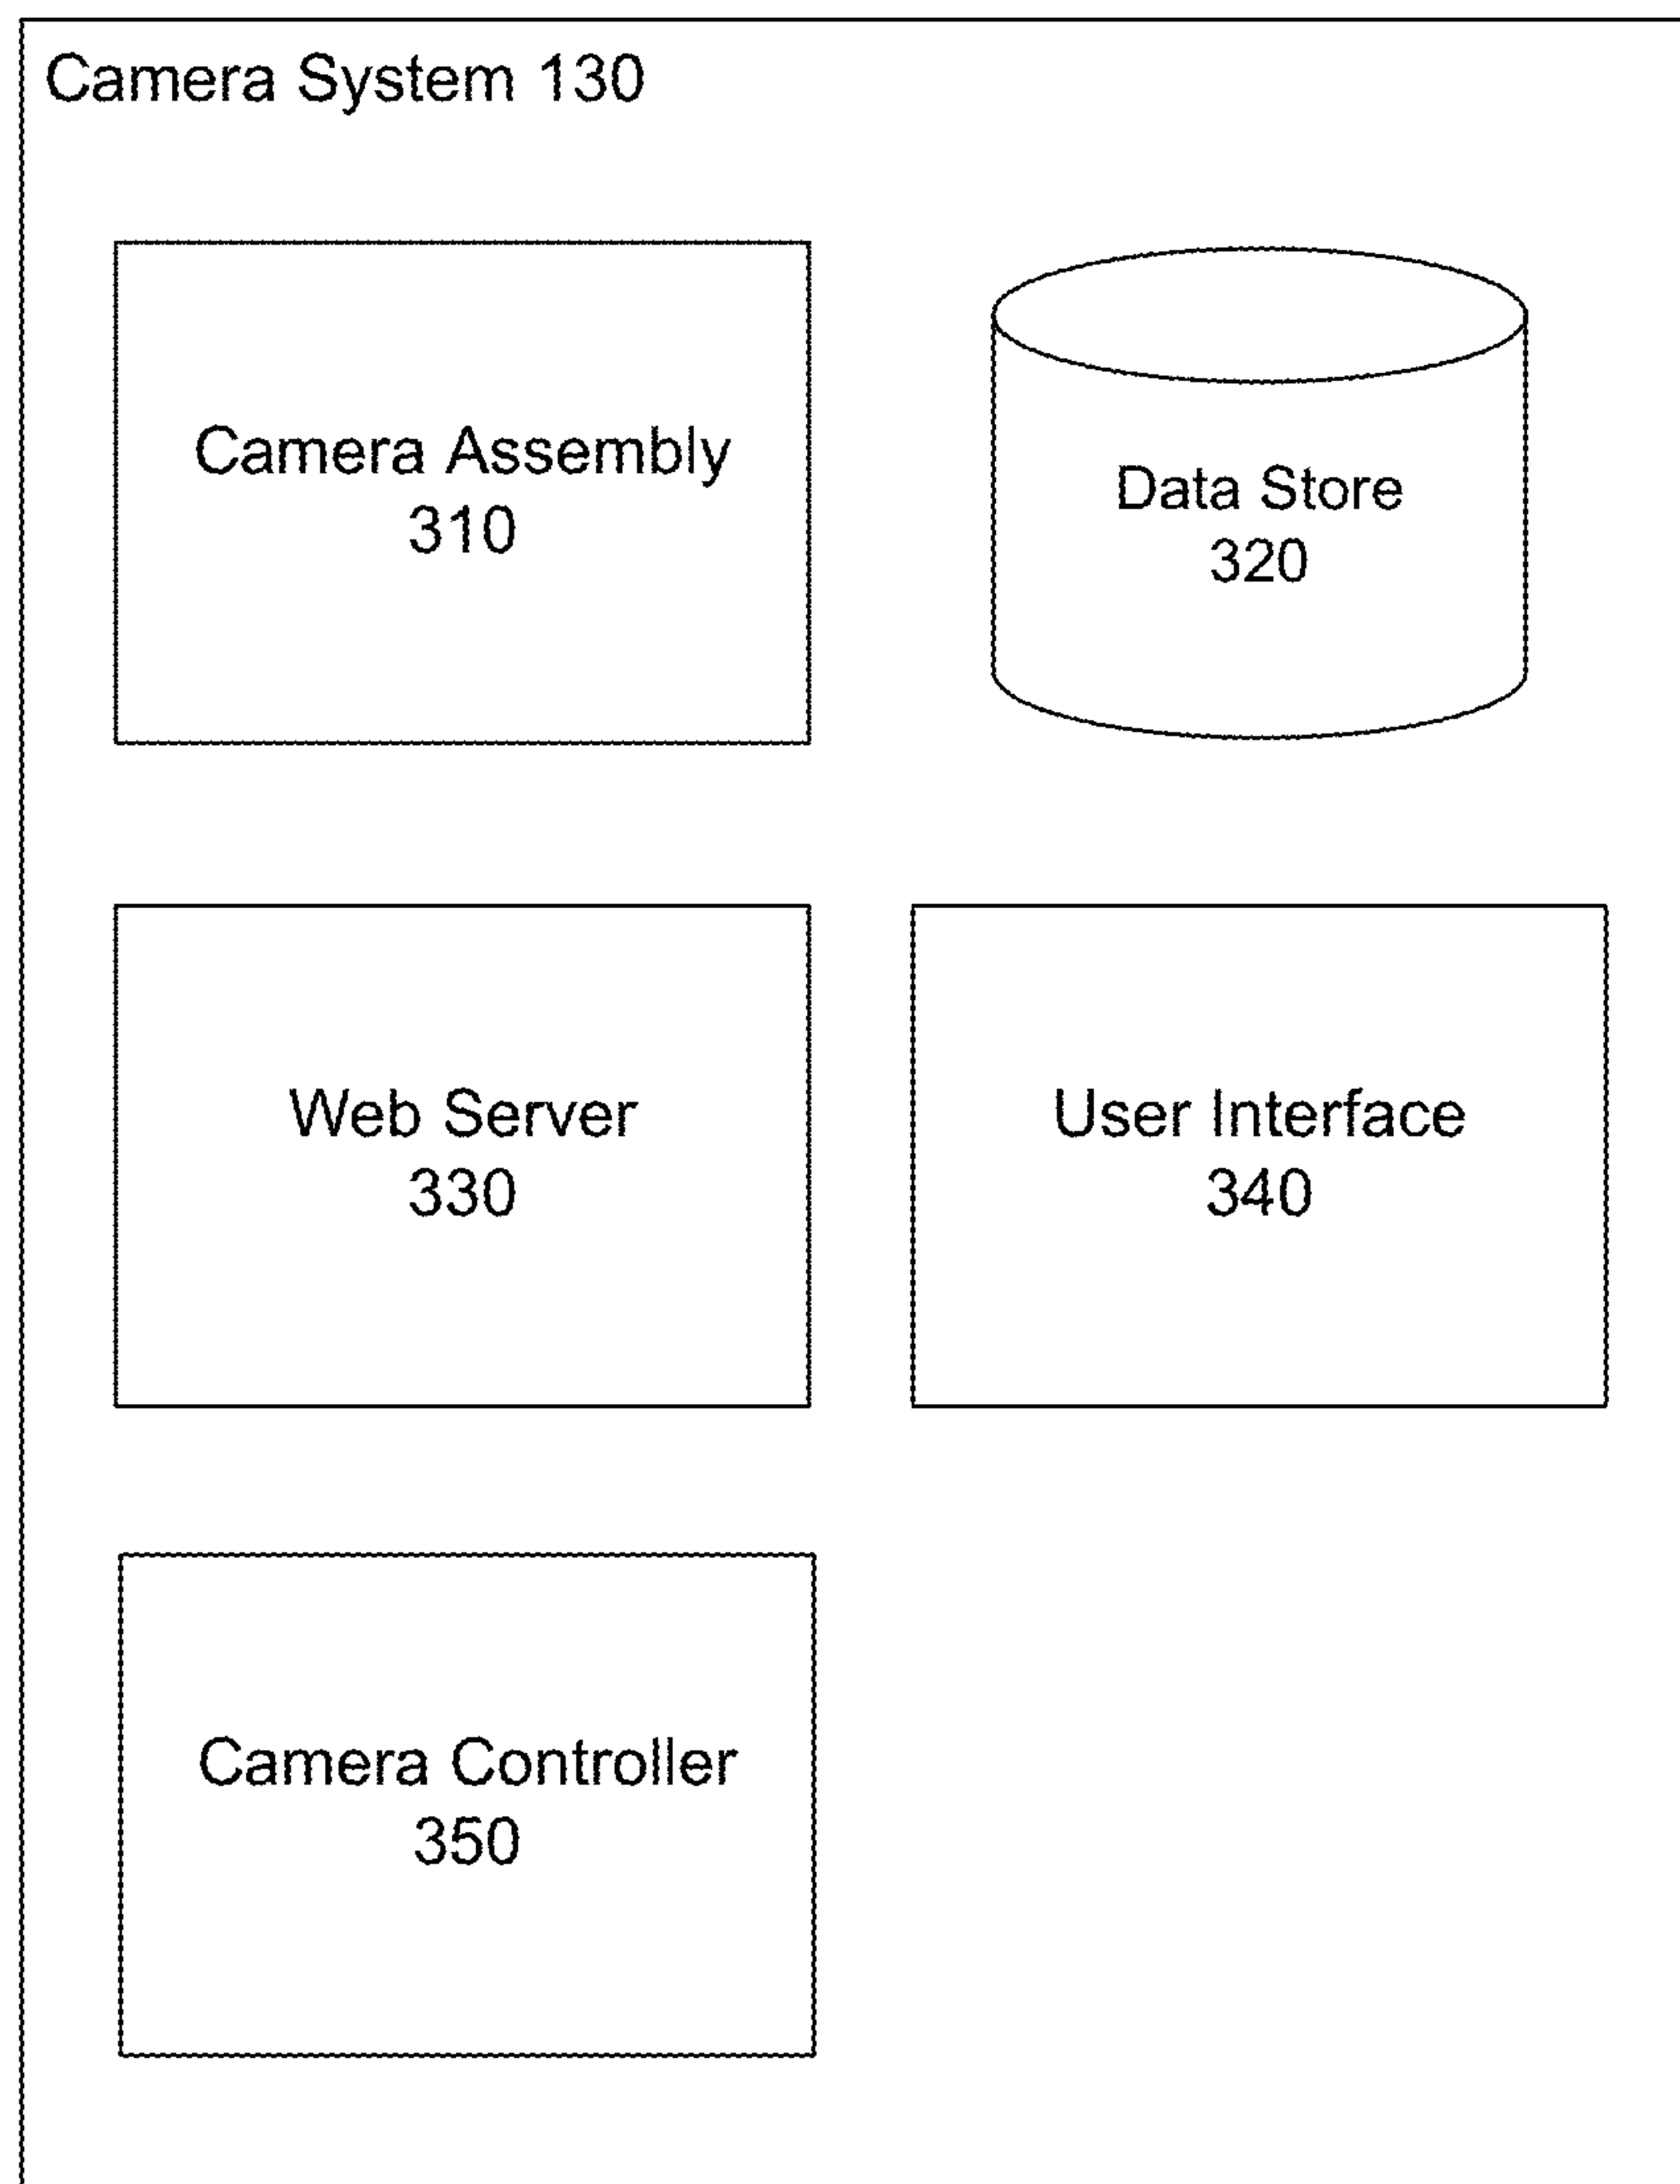 Camera System 130
Camera Assembly
310
Data Store
320
Web Server
330
User Interface
340
Camera Controller
350